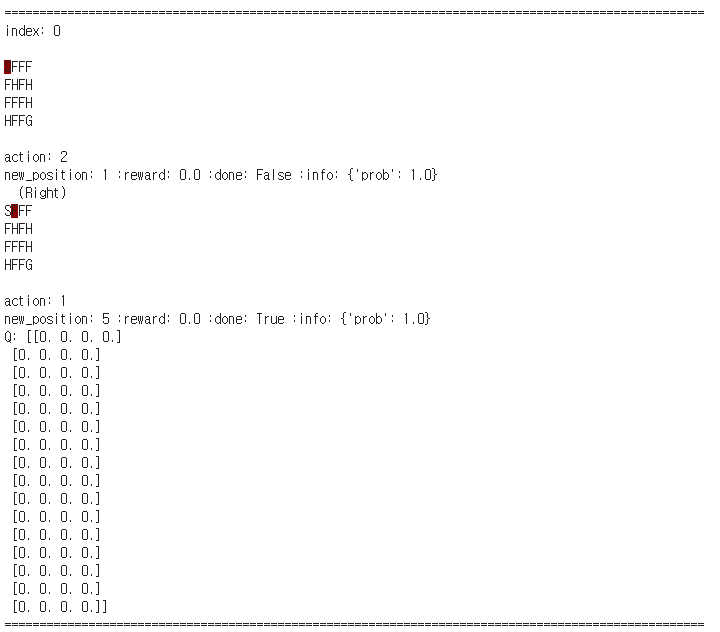 ====================================================================================================
index: 0
FFF
FHFH
FFFH
HFFG
action: 2
new_position: 1 :reward: 0.0 :done: False :info: {'prob': 1.0}
(Right)
SFF
FHFH
FFFH
HFFG
action: 1
new_position: 5 :reward: 0.0 :done: True :info: {'prob': 1.0}
Q: [[0. 0. 0. 0.]
[0. 0. 0. 0.]
[0. 0. 0. 0.]
[0. 0. 0. 0.]
[0. 0. 0. 0.]
[0. 0. 0. 0.]
[0. 0. 0. 0.]
[0. 0. 0. 0.]
[0. 0. 0. 0.]
[0. 0. 0. 0.]
[0. 0. 0. 0.]
[0. 0. 0. 0.]
[0. 0. 0. 0.]
[0. 0. 0. 0.]
[0. 0. 0. 0.]
[0. 0. 0. 0.]]
====================================================================================================